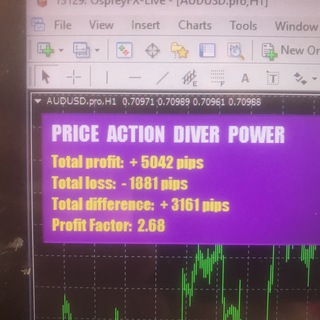 13129: OspreyFX-Live - [AUDUSD.pro,H1]
View Insert Charts Tools Window
New Or
A T
AUDUSD.pro,H1 0.70971 0.70989 0.70961 0.70968
PRICE ACTION DIVER POWER
Total profit: + 5042 pips
Total loss: - 1881 pips
Total difference: + 3161 pips
Profit Factor: 2.68